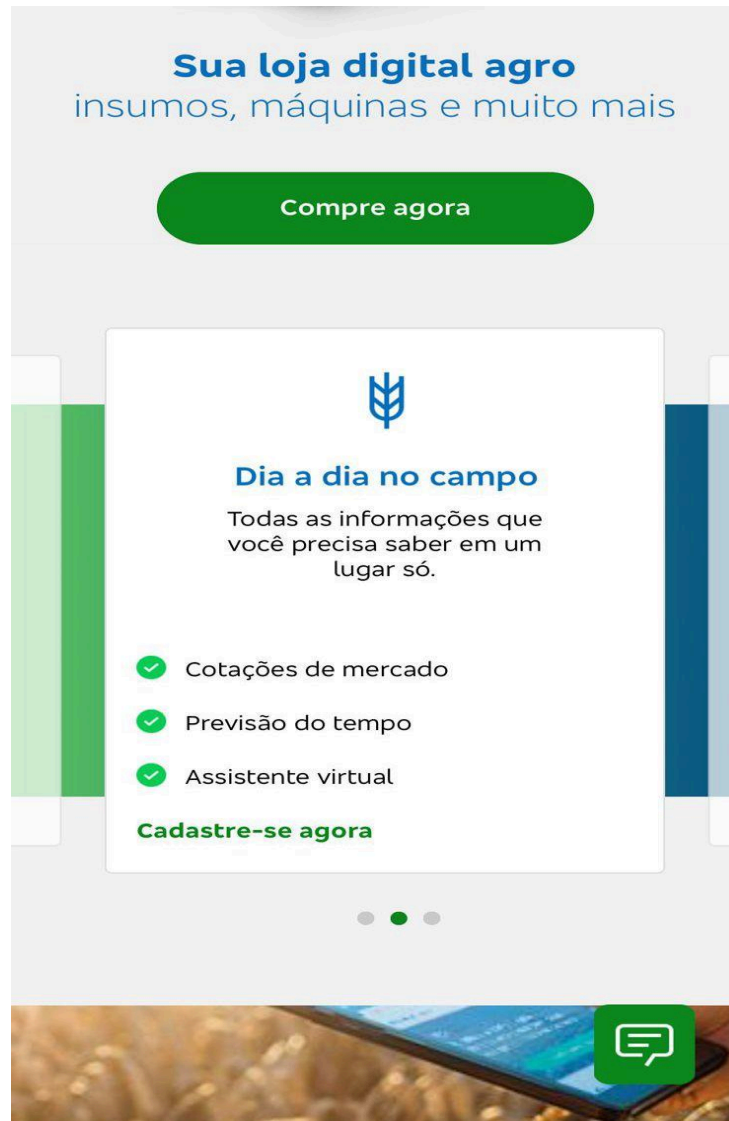 Sua loja digital agro
insumos, máquinas e muito mais
Compre agora
Dia a dia no campo
Todas as informações que
você precisa saber em um
lugar só.
Cotações de mercado
Previsão do tempo
Assistente virtual
Cadastre-se agora